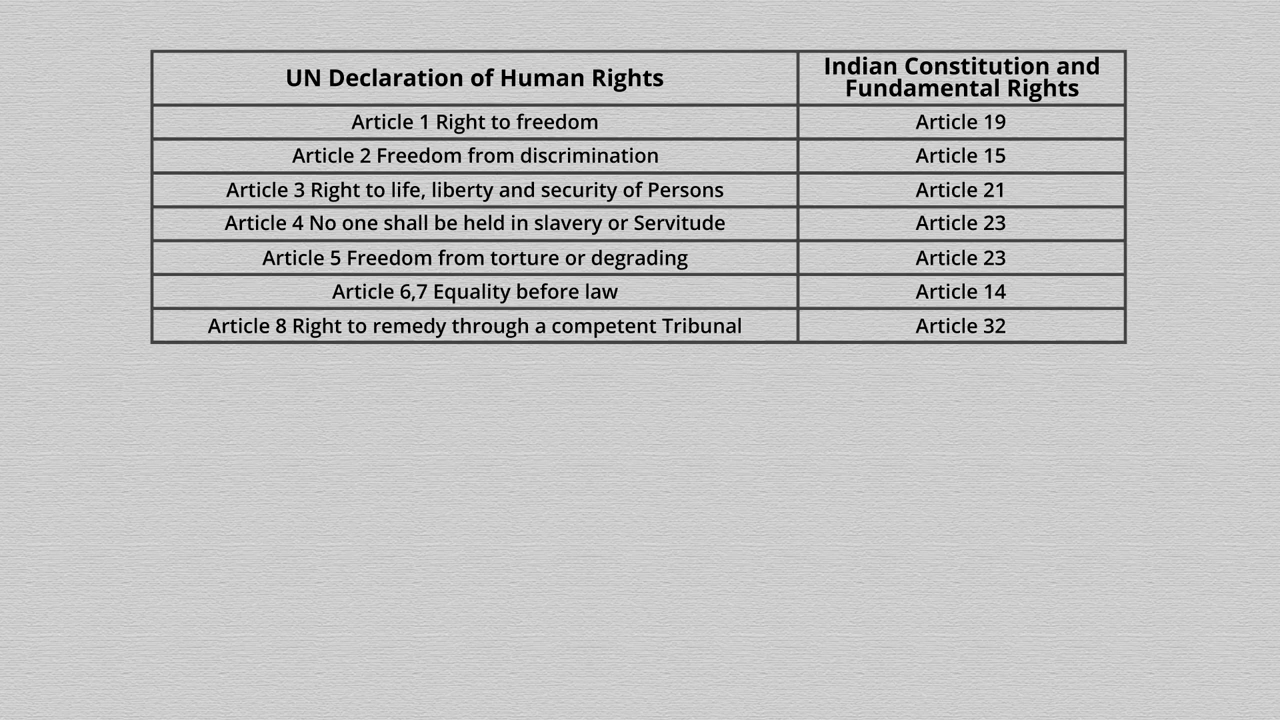 UN Declaration of Human Rights
Indian Constitution and
Fundamental Rights
Article 1 Right to freedom
Article 19
Article 2 Freedom from discrimination
Article 15
Article 3 Right to life, liberty and security of Persons
Article 21
Article 4 No one shall be held in slavery or Servitude
Article 23
Article 5 Freedom from torture or degrading
Article 23
Article 6,7 Equality before law
Article 14
Article 8 Right to remedy through a competent Tribunal
Article 32